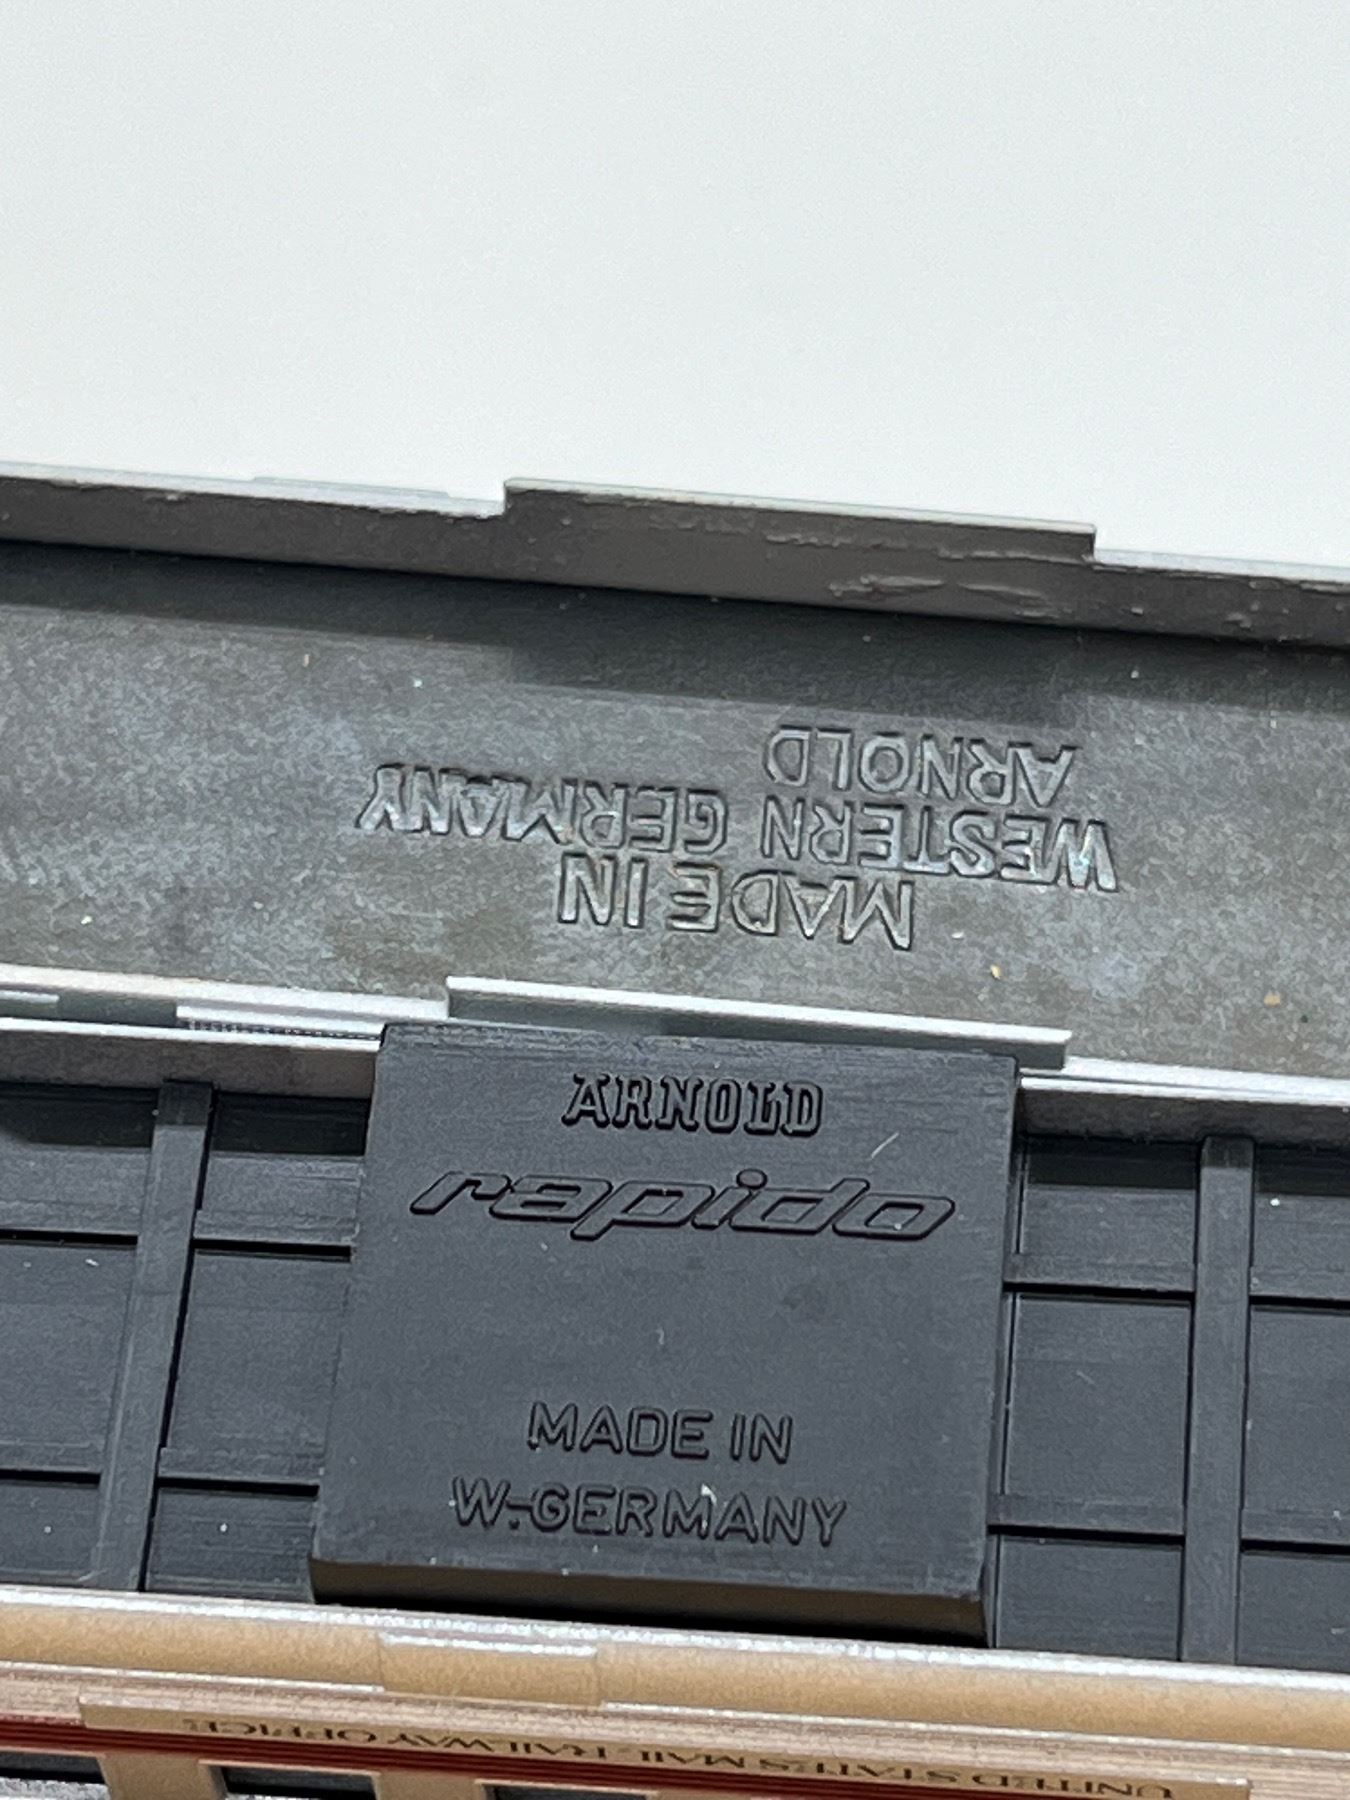 ARNOLD
WESTERN GERMANY
MADE IN
ARNOLD
rapido
MADE IN
W.-GERMANY
UNITED STATES MAIL RAILWAY OFFICE